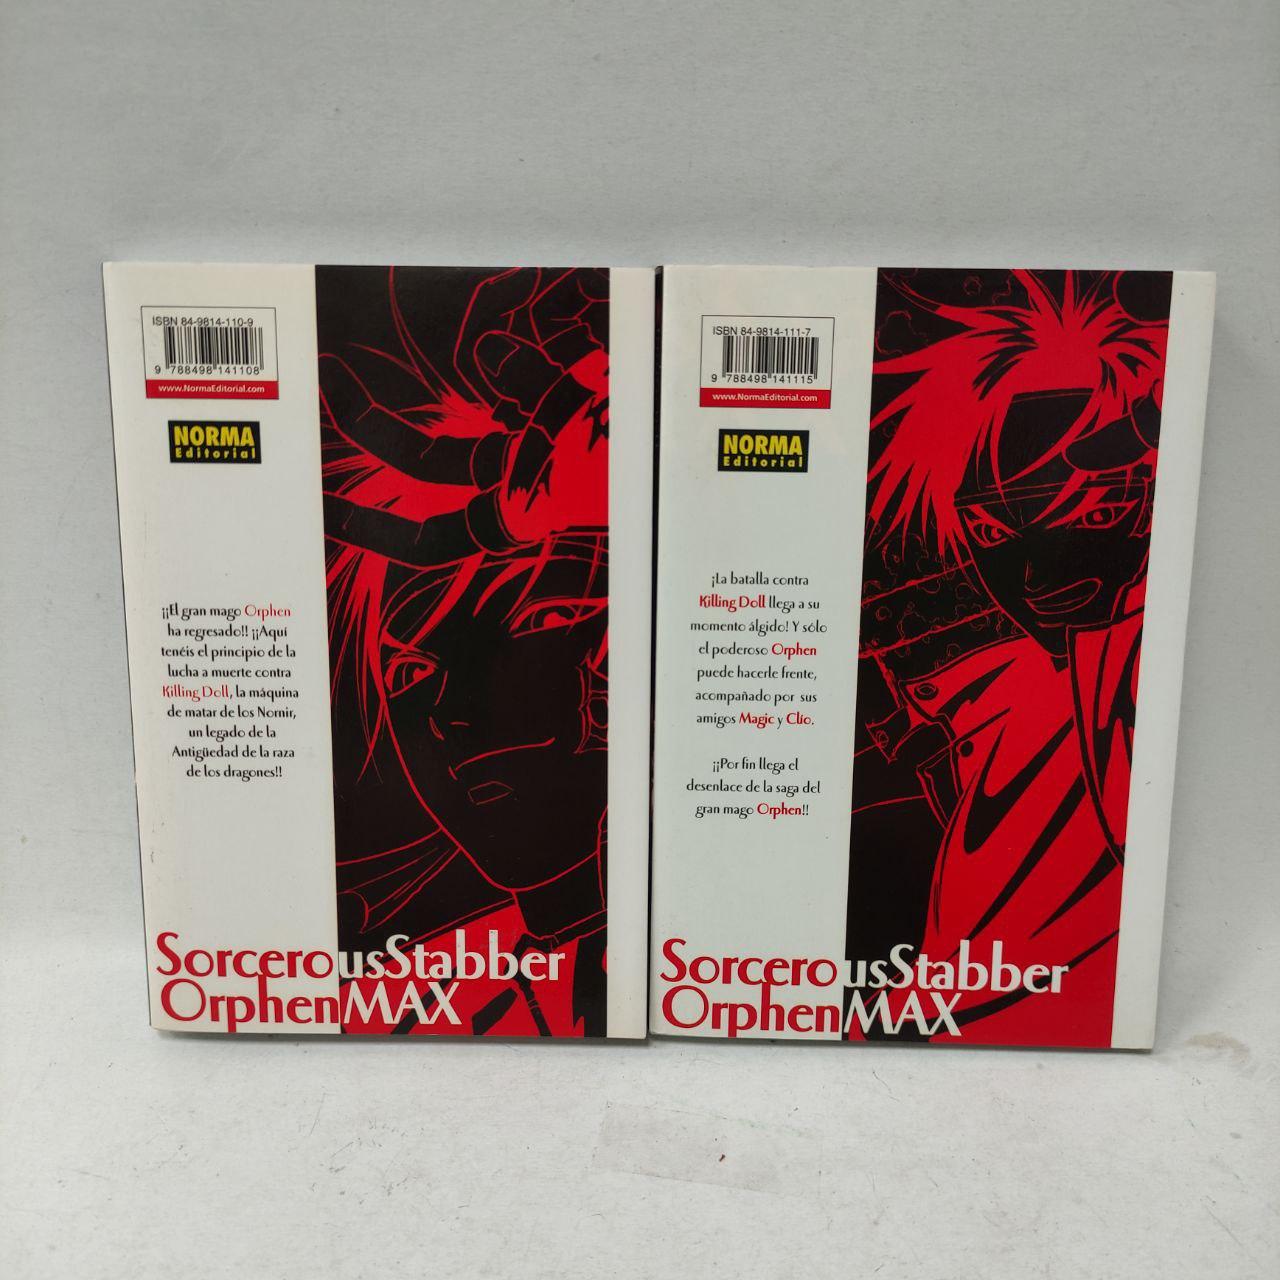 ISBN 84-9814-110-9
9 788498 141108
www.NormaEditorial.com
NORMA
Editorial
¡¡El gran mago Orphen
ha regresado!! ¡¡Aquí
tenéis el principio de la
lucha a muerte contra
Killing Doll, la máquina
de matar de los Nornir,
un legado de la
Antigüedad de la raza
de los dragones!!
SorcerousStabber
OrphenMAX
ISBN 84-9814-111-7
9 788498 141115
www.NormaEditorial.com
NORMA
Editorial
¡La batalla contra
Killing Doll llega a su
momento álgido! Y sólo
el poderoso Orphen
puede hacerle frente,
acompañado por sus
amigos Magic y Clío.
¡¡Por fin llega el
desenlace de la saga del
gran mago Orphen!!
SorcerousStabber
OrphenMAX